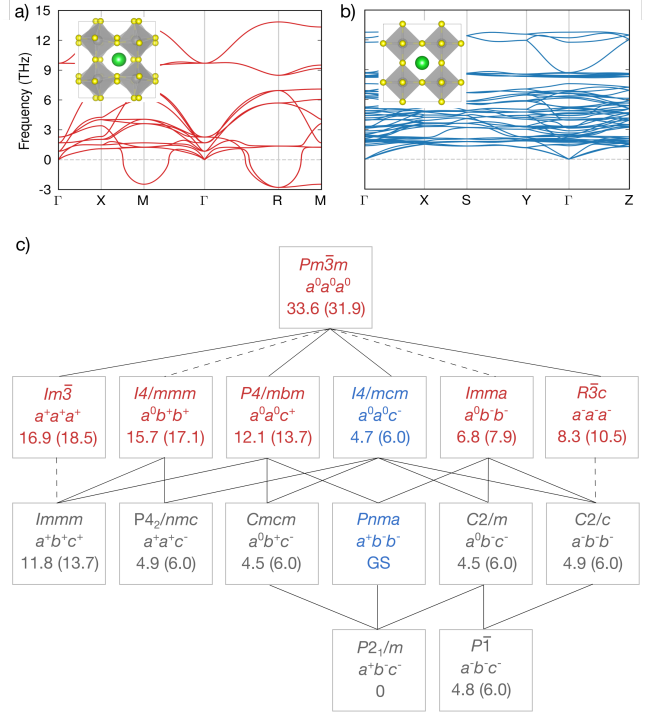 a)
b)
Frequency (THz)
15
12
9
6
3
0
-3
Γ X M Γ R M
Γ X S Y Γ Z
c)
Pm3̅m
a⁰a⁰a⁰
33.6 (31.9)
Im3̅ I4/mmm P4/mbm I4/mcm Imma R3̅c
a⁺a⁺a⁺ a⁰b⁺b⁺ a⁰a⁰c⁺ a⁰a⁰c⁻ a⁰b⁻b⁻ a⁻a⁻a⁻
16.9 (18.5) 15.7 (17.1) 12.1 (13.7) 4.7 (6.0) 6.8 (7.9) 8.3 (10.5)
Immm P4₂/nmc Cmcm Pnma C2/m C2/c
a⁺b⁺c⁺ a⁺a⁺c⁻ a⁰b⁺c⁻ a⁺b⁻b⁻ a⁰b⁻c⁻ a⁻b⁻b⁻
11.8 (13.7) 4.9 (6.0) 4.5 (6.0) GS 4.5 (6.0) 4.9 (6.0)
P2₁/m P1̅
a⁺b⁻c⁻ a⁻b⁻c⁻
0 4.8 (6.0)